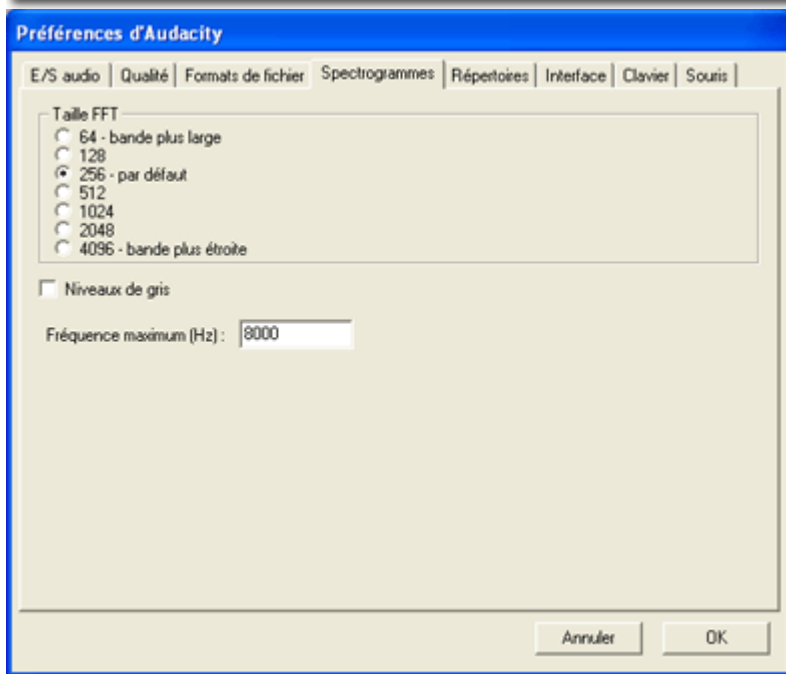 Préférences d'Audacity
E/S audio Qualité Formats de fichier Spectrogrammes Répertoires Interface Clavier Souris
Taille FFT
64 - bande plus large
128
256 - par défaut
512
1024
2048
4096 - bande plus étroite
Niveaux de gris
Fréquence maximum (Hz) : 8000
Annuler OK